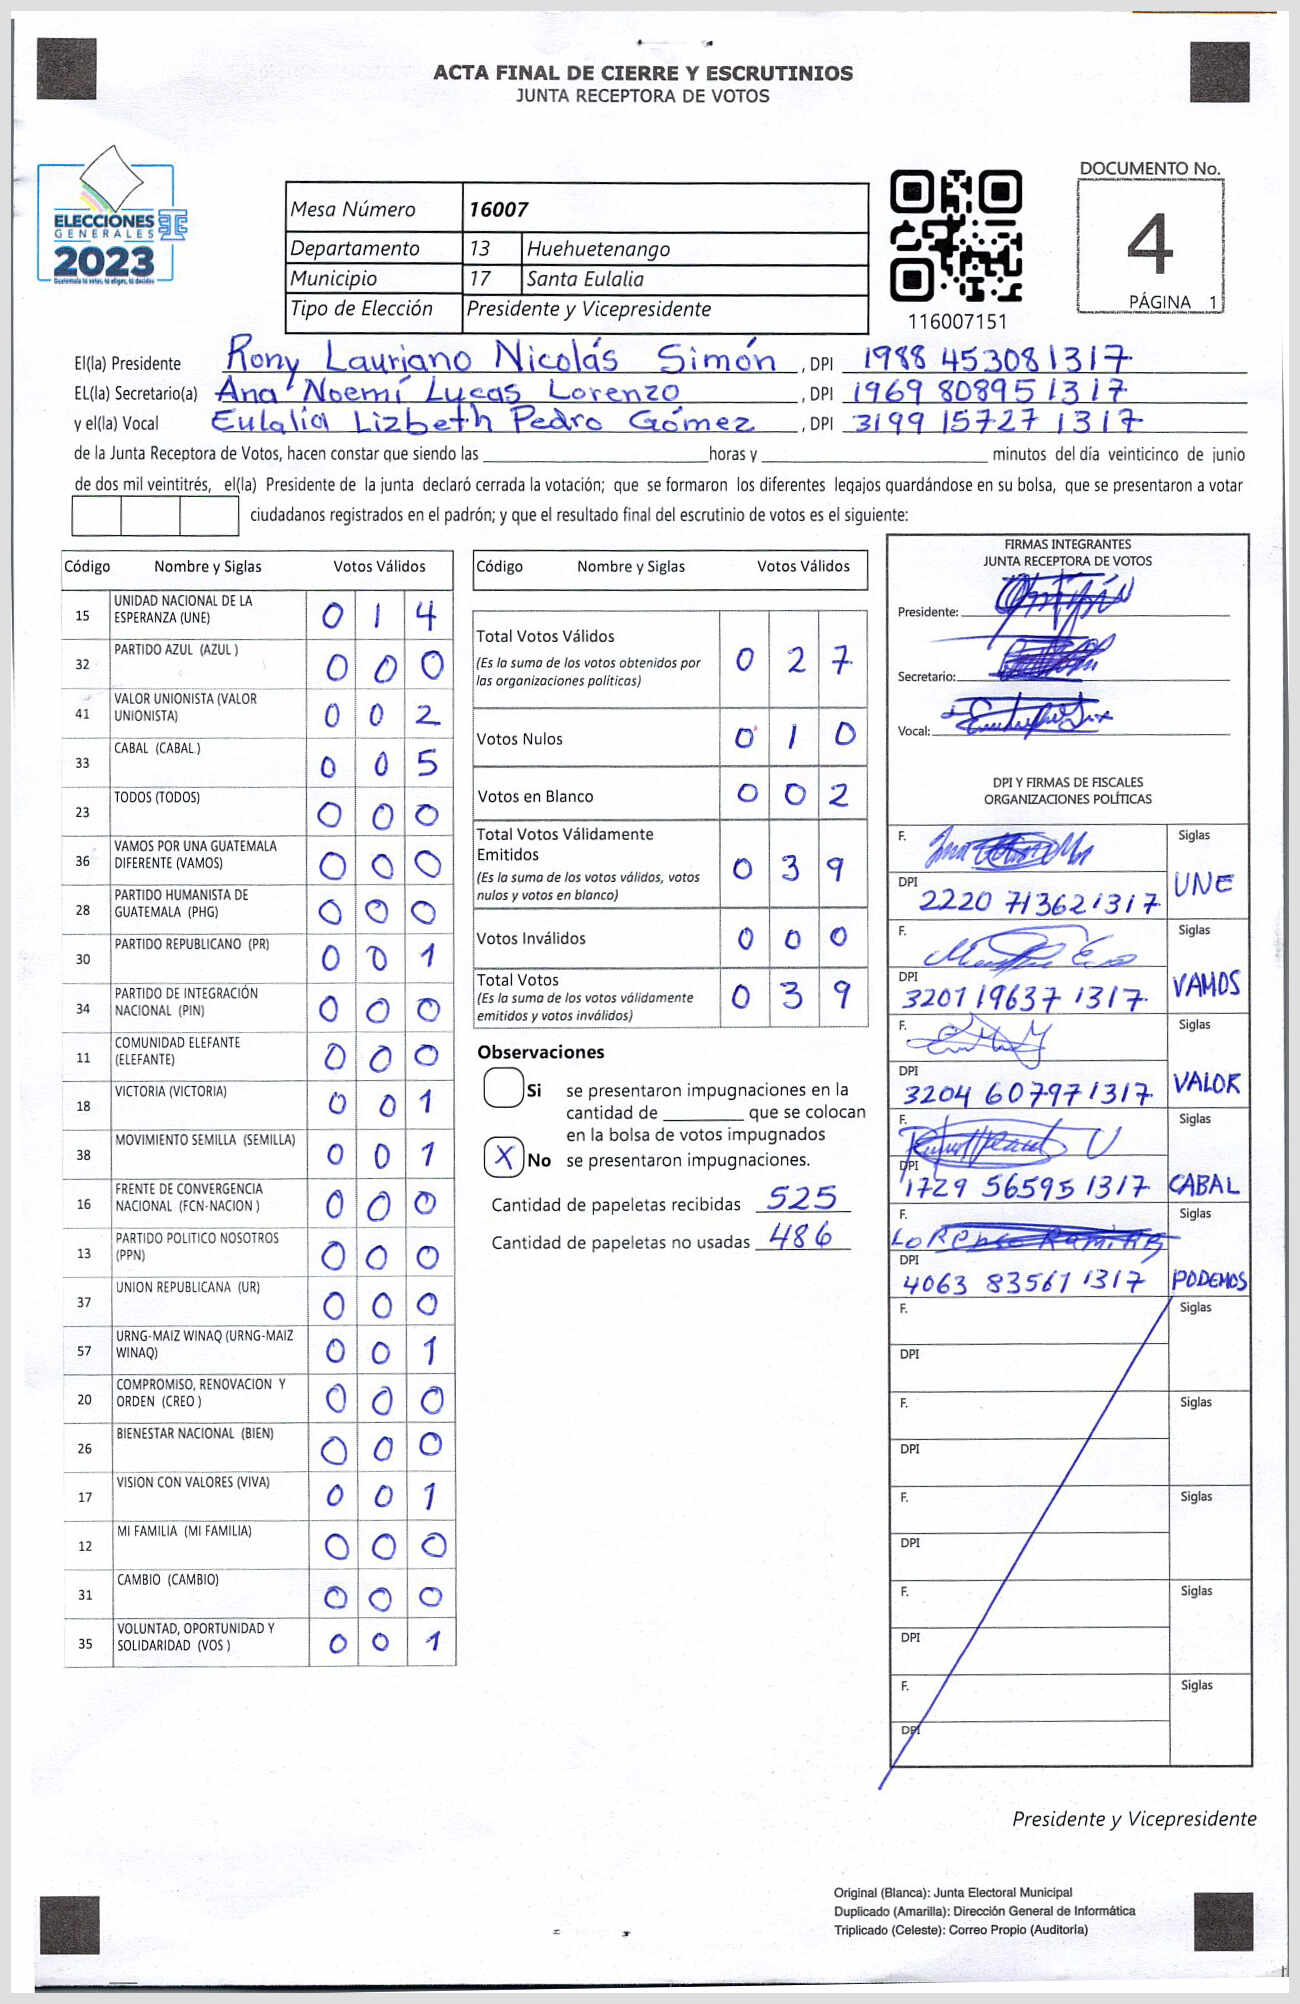 ACTA FINAL DE CIERRE Y ESCRUTINIOS
JUNTA RECEPTORA DE VOTOS
ELECCIONES
GENERALES
2023
Guatemala tú votas, tú eliges, tú decides
Mesa Número 16007
Departamento 13 Huehuetenango
Municipio 17 Santa Eulalia
Tipo de Elección Presidente y Vicepresidente
116007151
DOCUMENTO No.
4
PÁGINA 1
El(la) Presidente Rony Lauriano Nicolás Simón, DPI 1988 45308 1317
EL(la) Secretario(a) Ana Noemí Lucas Lorenzo, DPI 1969 80895 1317
y el(la) Vocal Eulalia Lizbeth Pedro Gómez, DPI 3199 15727 1317
de la Junta Receptora de Votos, hacen constar que siendo las ____ horas y ____ minutos del día veinticinco de junio
de dos mil veintitrés, el(la) Presidente de la junta declaró cerrada la votación; que se formaron los diferentes legajos guardándose en su bolsa, que se presentaron a votar
ciudadanos registrados en el padrón; y que el resultado final del escrutinio de votos es el siguiente:
Código Nombre y Siglas Votos Válidos
15 UNIDAD NACIONAL DE LA ESPERANZA (UNE) 0 1 4
32 PARTIDO AZUL (AZUL ) 0 0 0
41 VALOR UNIONISTA (VALOR UNIONISTA) 0 0 2
33 CABAL (CABAL ) 0 0 5
23 TODOS (TODOS) 0 0 0
36 VAMOS POR UNA GUATEMALA DIFERENTE (VAMOS) 0 0 0
28 PARTIDO HUMANISTA DE GUATEMALA (PHG) 0 0 0
30 PARTIDO REPUBLICANO (PR) 0 0 1
34 PARTIDO DE INTEGRACIÓN NACIONAL (PIN) 0 0 0
11 COMUNIDAD ELEFANTE (ELEFANTE) 0 0 0
18 VICTORIA (VICTORIA) 0 0 1
38 MOVIMIENTO SEMILLA (SEMILLA) 0 0 1
16 FRENTE DE CONVERGENCIA NACIONAL (FCN-NACION ) 0 0 0
13 PARTIDO POLITICO NOSOTROS (PPN) 0 0 0
37 UNION REPUBLICANA (UR) 0 0 0
57 URNG-MAIZ WINAQ (URNG-MAIZ WINAQ) 0 0 1
20 COMPROMISO, RENOVACION Y ORDEN (CREO ) 0 0 0
26 BIENESTAR NACIONAL (BIEN) 0 0 0
17 VISION CON VALORES (VIVA) 0 0 1
12 MI FAMILIA (MI FAMILIA) 0 0 0
31 CAMBIO (CAMBIO) 0 0 0
35 VOLUNTAD, OPORTUNIDAD Y SOLIDARIDAD (VOS ) 0 0 1
Código Nombre y Siglas Votos Válidos
Total Votos Válidos 0 2 7
(Es la suma de los votos obtenidos por
las organizaciones politicas)
Votos Nulos 0 1 0
Votos en Blanco 0 0 2
Total Votos Válidamente
Emitidos 0 3 9
(Es la suma de los votos válidos, votos
nulos y votos en blanco)
Votos Inválidos 0 0 0
Total Votos 0 3 9
(Es la suma de los votos válidamente
emitidos y votos inválidos)
Observaciones
Si se presentaron impugnaciones en la
cantidad de ____ que se colocan
en la bolsa de votos impugnados
X No se presentaron impugnaciones.
Cantidad de papeletas recibidas 525
Cantidad de papeletas no usadas 486
FIRMAS INTEGRANTES
JUNTA RECEPTORA DE VOTOS
Presidente:
Secretario:
Vocal:
DPI Y FIRMAS DE FISCALES
ORGANIZACIONES POLÍTICAS
F. Siglas
DPI 2220 71362 1317 UNE
F. Siglas
DPI 3201 19637 1317 VAMOS
F. Siglas
DPI 3204 60797 1317 VALOR
F. Siglas
DPI 1729 56595 1317 CABAL
F. Siglas
DPI 4063 83561 1317 PODEMOS
F. Siglas
DPI
F. Siglas
DPI
F. Siglas
DPI
F. Siglas
DPI
F. Siglas
DPI
Presidente y Vicepresidente
Original (Blanca): Junta Electoral Municipal
Duplicado (Amarilla): Dirección General de Informática
Triplicado (Celeste): Correo Propio (Auditoría)